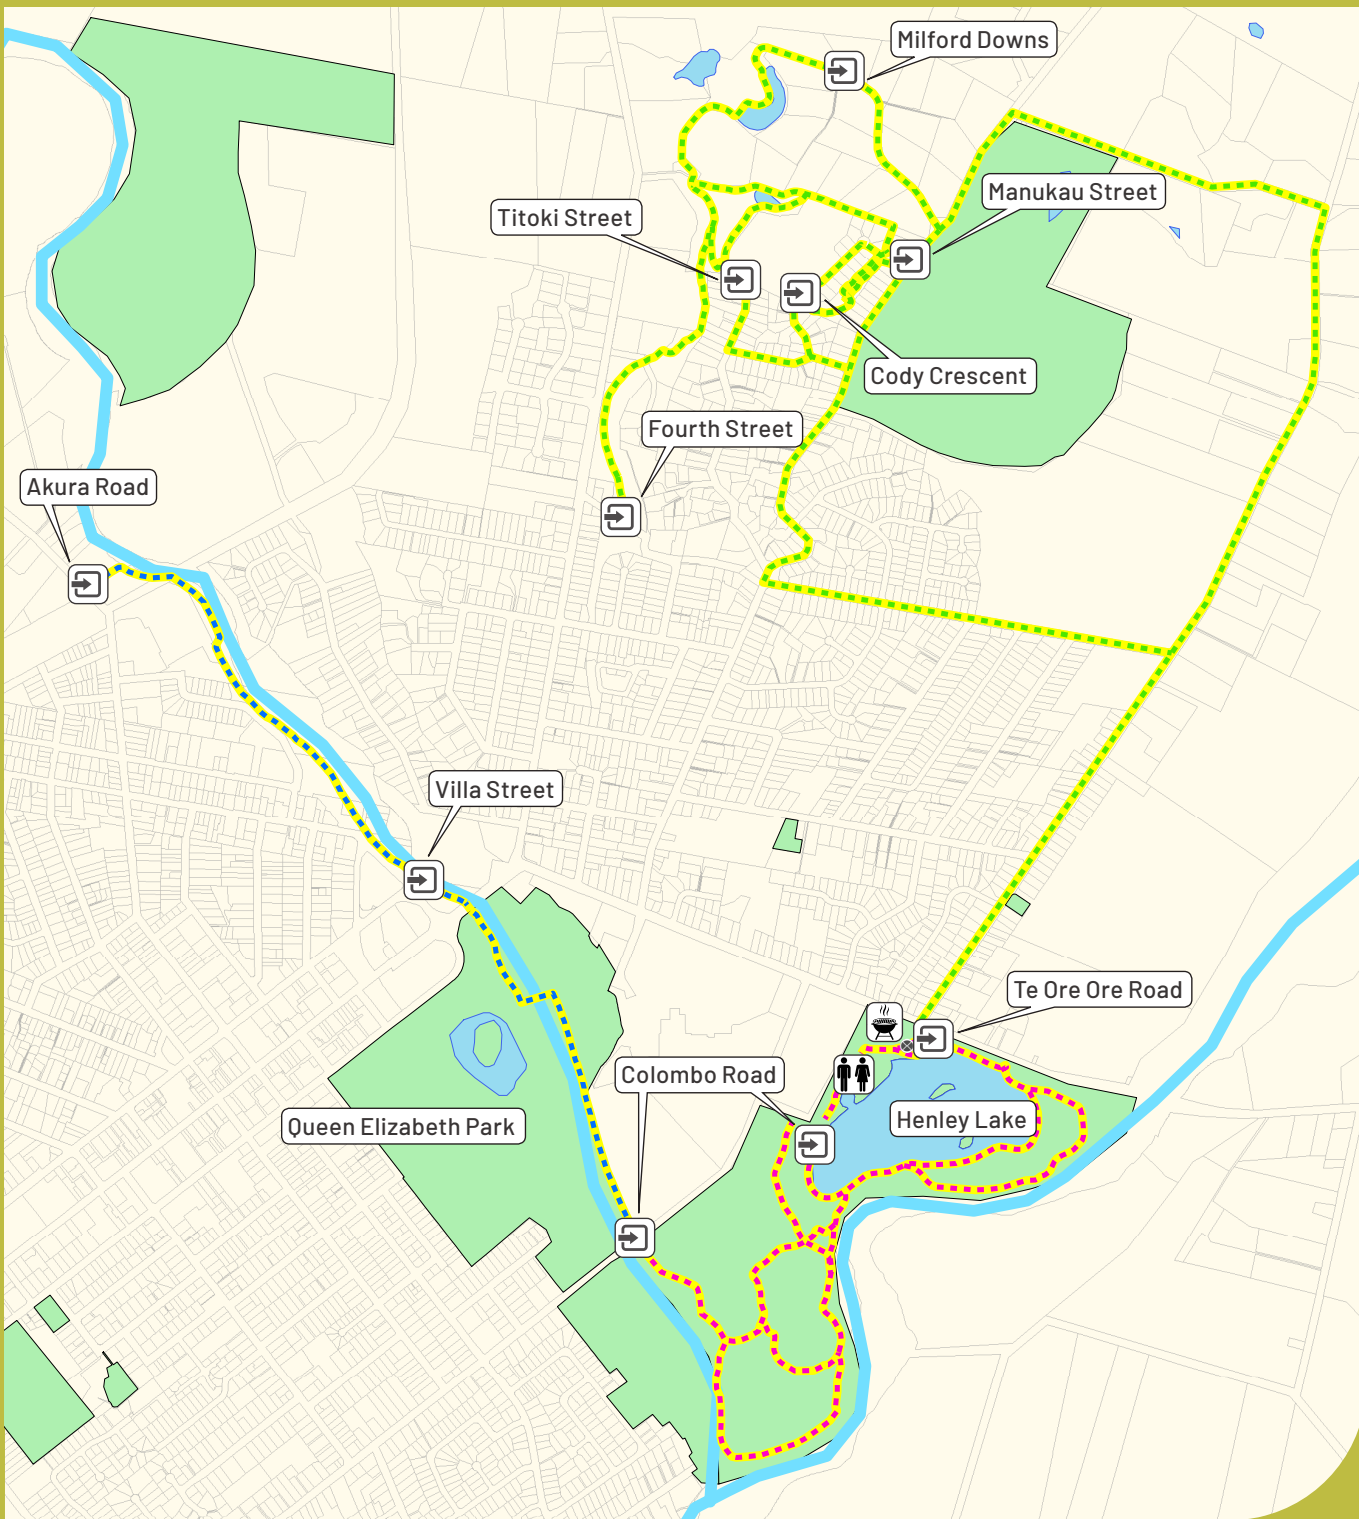 Milford Downs
Manukau Street
Titoki Street
Cody Crescent
Fourth Street
Akura Road
Villa Street
Te Ore Ore Road
Colombo Road
Henley Lake
Queen Elizabeth Park